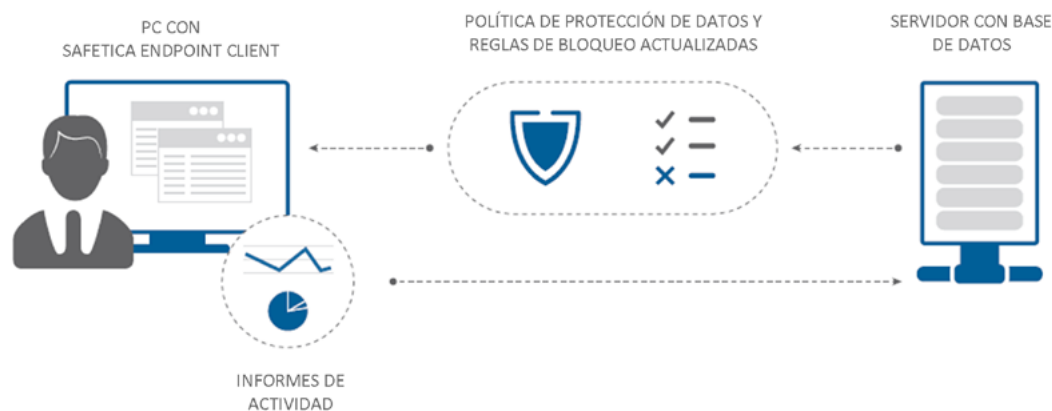 PC CON
SAFETICA ENDPOINT CLIENT
POLÍTICA DE PROTECCIÓN DE DATOS Y
REGLAS DE BLOQUEO ACTUALIZADAS
SERVIDOR CON BASE
DE DATOS
INFORMES DE
ACTIVIDAD